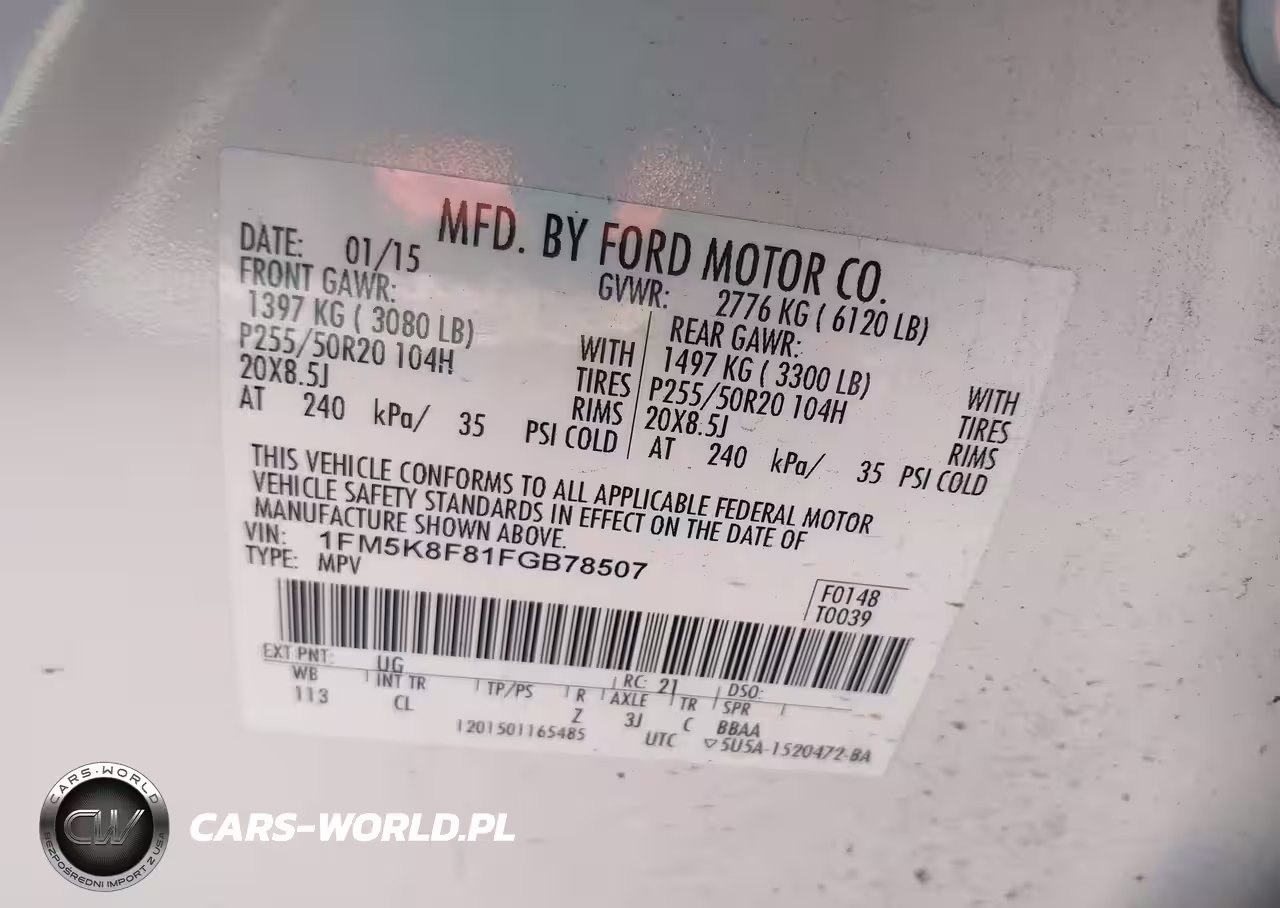 MFD. BY FORD MOTOR CO.
DATE: 01/15
GVWR: 2776 KG ( 6120 LB)
FRONT GAWR:
1397 KG ( 3080 LB) WITH
P255/50R20 104H TIRES
20X8.5J RIMS
AT 240 kPa/ 35 PSI COLD
REAR GAWR:
1497 KG ( 3300 LB) WITH
P255/50R20 104H TIRES
20X8.5J RIMS
AT 240 kPa/ 35 PSI COLD
THIS VEHICLE CONFORMS TO ALL APPLICABLE FEDERAL MOTOR
VEHICLE SAFETY STANDARDS IN EFFECT ON THE DATE OF
MANUFACTURE SHOWN ABOVE.
VIN: 1FM5K8F81FGB78507
TYPE: MPV
F0148
T0039
EXT PNT: UG RC: 21 DSO:
WB INT TR TP/PS R AXLE TR SPR
113 CL Z 3J C BBAA
1201501165485 UTC ▽5U5A-1520472-BA
CARS-WORLD
CW
BEZPOŚREDNI IMPORT Z USA
CARS-WORLD.PL